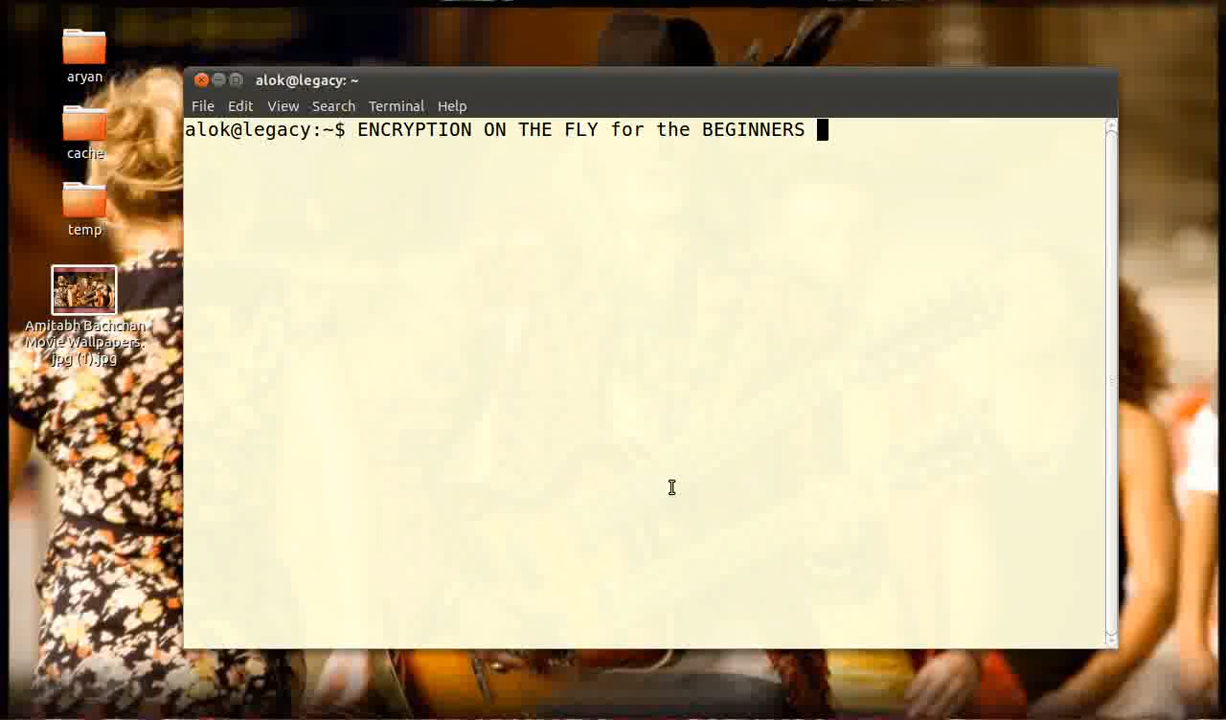 aryan
cache
temp
Amitabh Bachchan
Movie Wallpapers.
jpg (1).jpg
alok@legacy: ~
File Edit View Search Terminal Help
alok@legacy:~$ ENCRYPTION ON THE FLY for the BEGINNERS